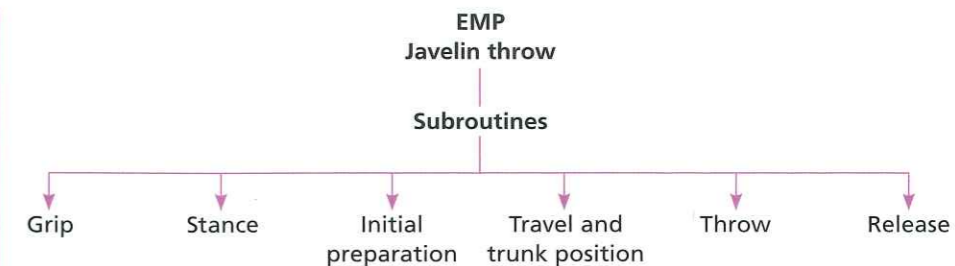 EMP
Javelin throw
Subroutines
Grip
Stance
Initial
preparation
Travel and
trunk position
Throw
Release